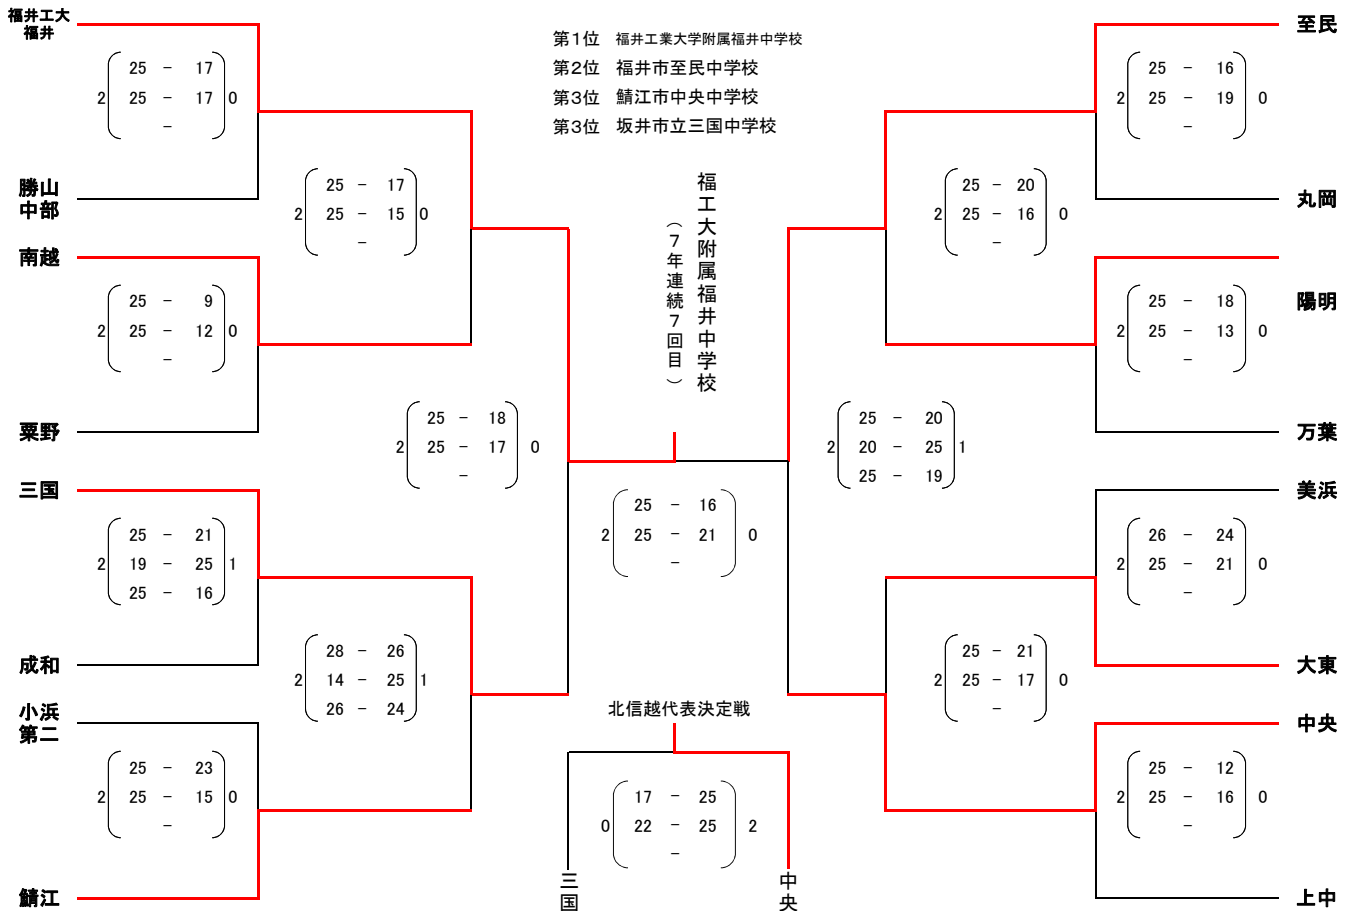 福井工大
福井
2 25 - 17 0
25 - 17
-
勝山
中部
2 25 - 17 0
25 - 15
-
南越
2 25 - 9 0
25 - 12
-
粟野
2 25 - 18 0
25 - 17
-
三国
2 25 - 21 1
19 - 25
25 - 16
成和
2 28 - 26 1
14 - 25
26 - 24
小浜
第二
2 25 - 23 0
25 - 15
-
鯖江
第1位 福井工業大学附属福井中学校
第2位 福井市至民中学校
第3位 鯖江市中央中学校
第3位 坂井市立三国中学校
福工大附属福井中学校
(7年連続7回目)
2 25 - 16 0
25 - 21
-
北信越代表決定戦
0 17 - 25 2
22 - 25
-
三国
中央
至民
2 25 - 16 0
25 - 19
-
丸岡
2 25 - 20 0
25 - 16
-
陽明
2 25 - 18 0
25 - 13
-
万葉
2 25 - 20 1
20 - 25
25 - 19
美浜
2 26 - 24 0
25 - 21
-
大東
2 25 - 21 0
25 - 17
-
中央
2 25 - 12 0
25 - 16
-
上中